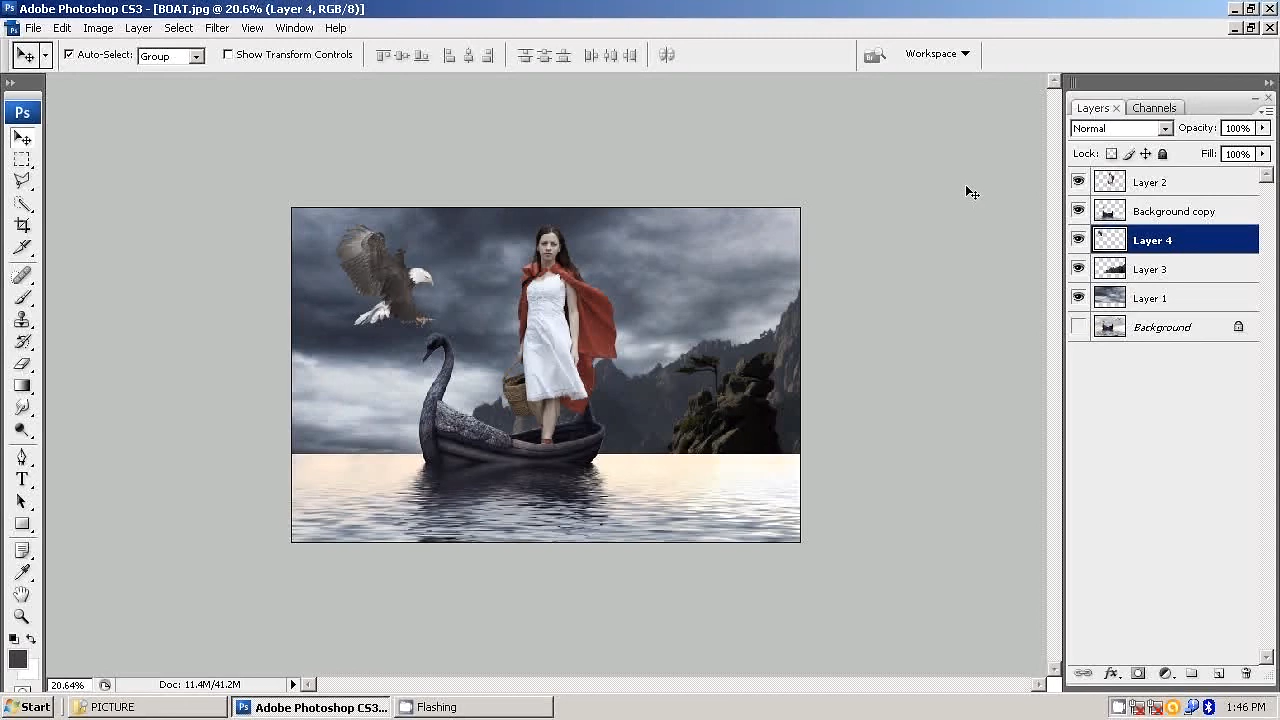 Adobe Photoshop CS3 - [BOAT.jpg @ 20.6% (Layer 4, RGB/8)]
File Edit Image Layer Select Filter View Window Help
Auto-Select: Group Show Transform Controls Workspace
Ps
Layers Channels
Normal Opacity: 100%
Lock: Fill: 100%
Layer 2
Background copy
Layer 4
Layer 3
Layer 1
Background
20.64% Doc: 11.4M/41.2M
Start PICTURE Adobe Photoshop CS3... Flashing 1:46 PM